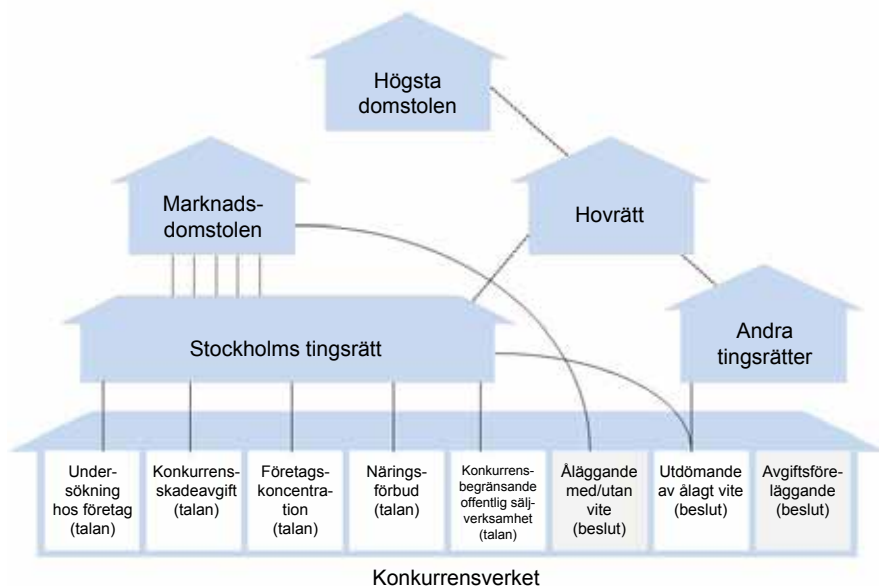 Högsta
domstolen
Marknads-
domstolen
Hovrätt
Stockholms tingsrätt
Andra
tingsrätter
Under-
sökning
hos företag
(talan)
Konkurrens-
skadeavgift
(talan)
Företags-
koncentra-
tion
(talan)
Närings-
förbud
(talan)
Konkurrens-
begränsande
offentlig sälj-
verksamhet
(talan)
Åläggande
med/utan
vite
(beslut)
Utdömande
av ålagt vite
(beslut)
Avgiftsföre-
läggande
(beslut)
Konkurrensverket